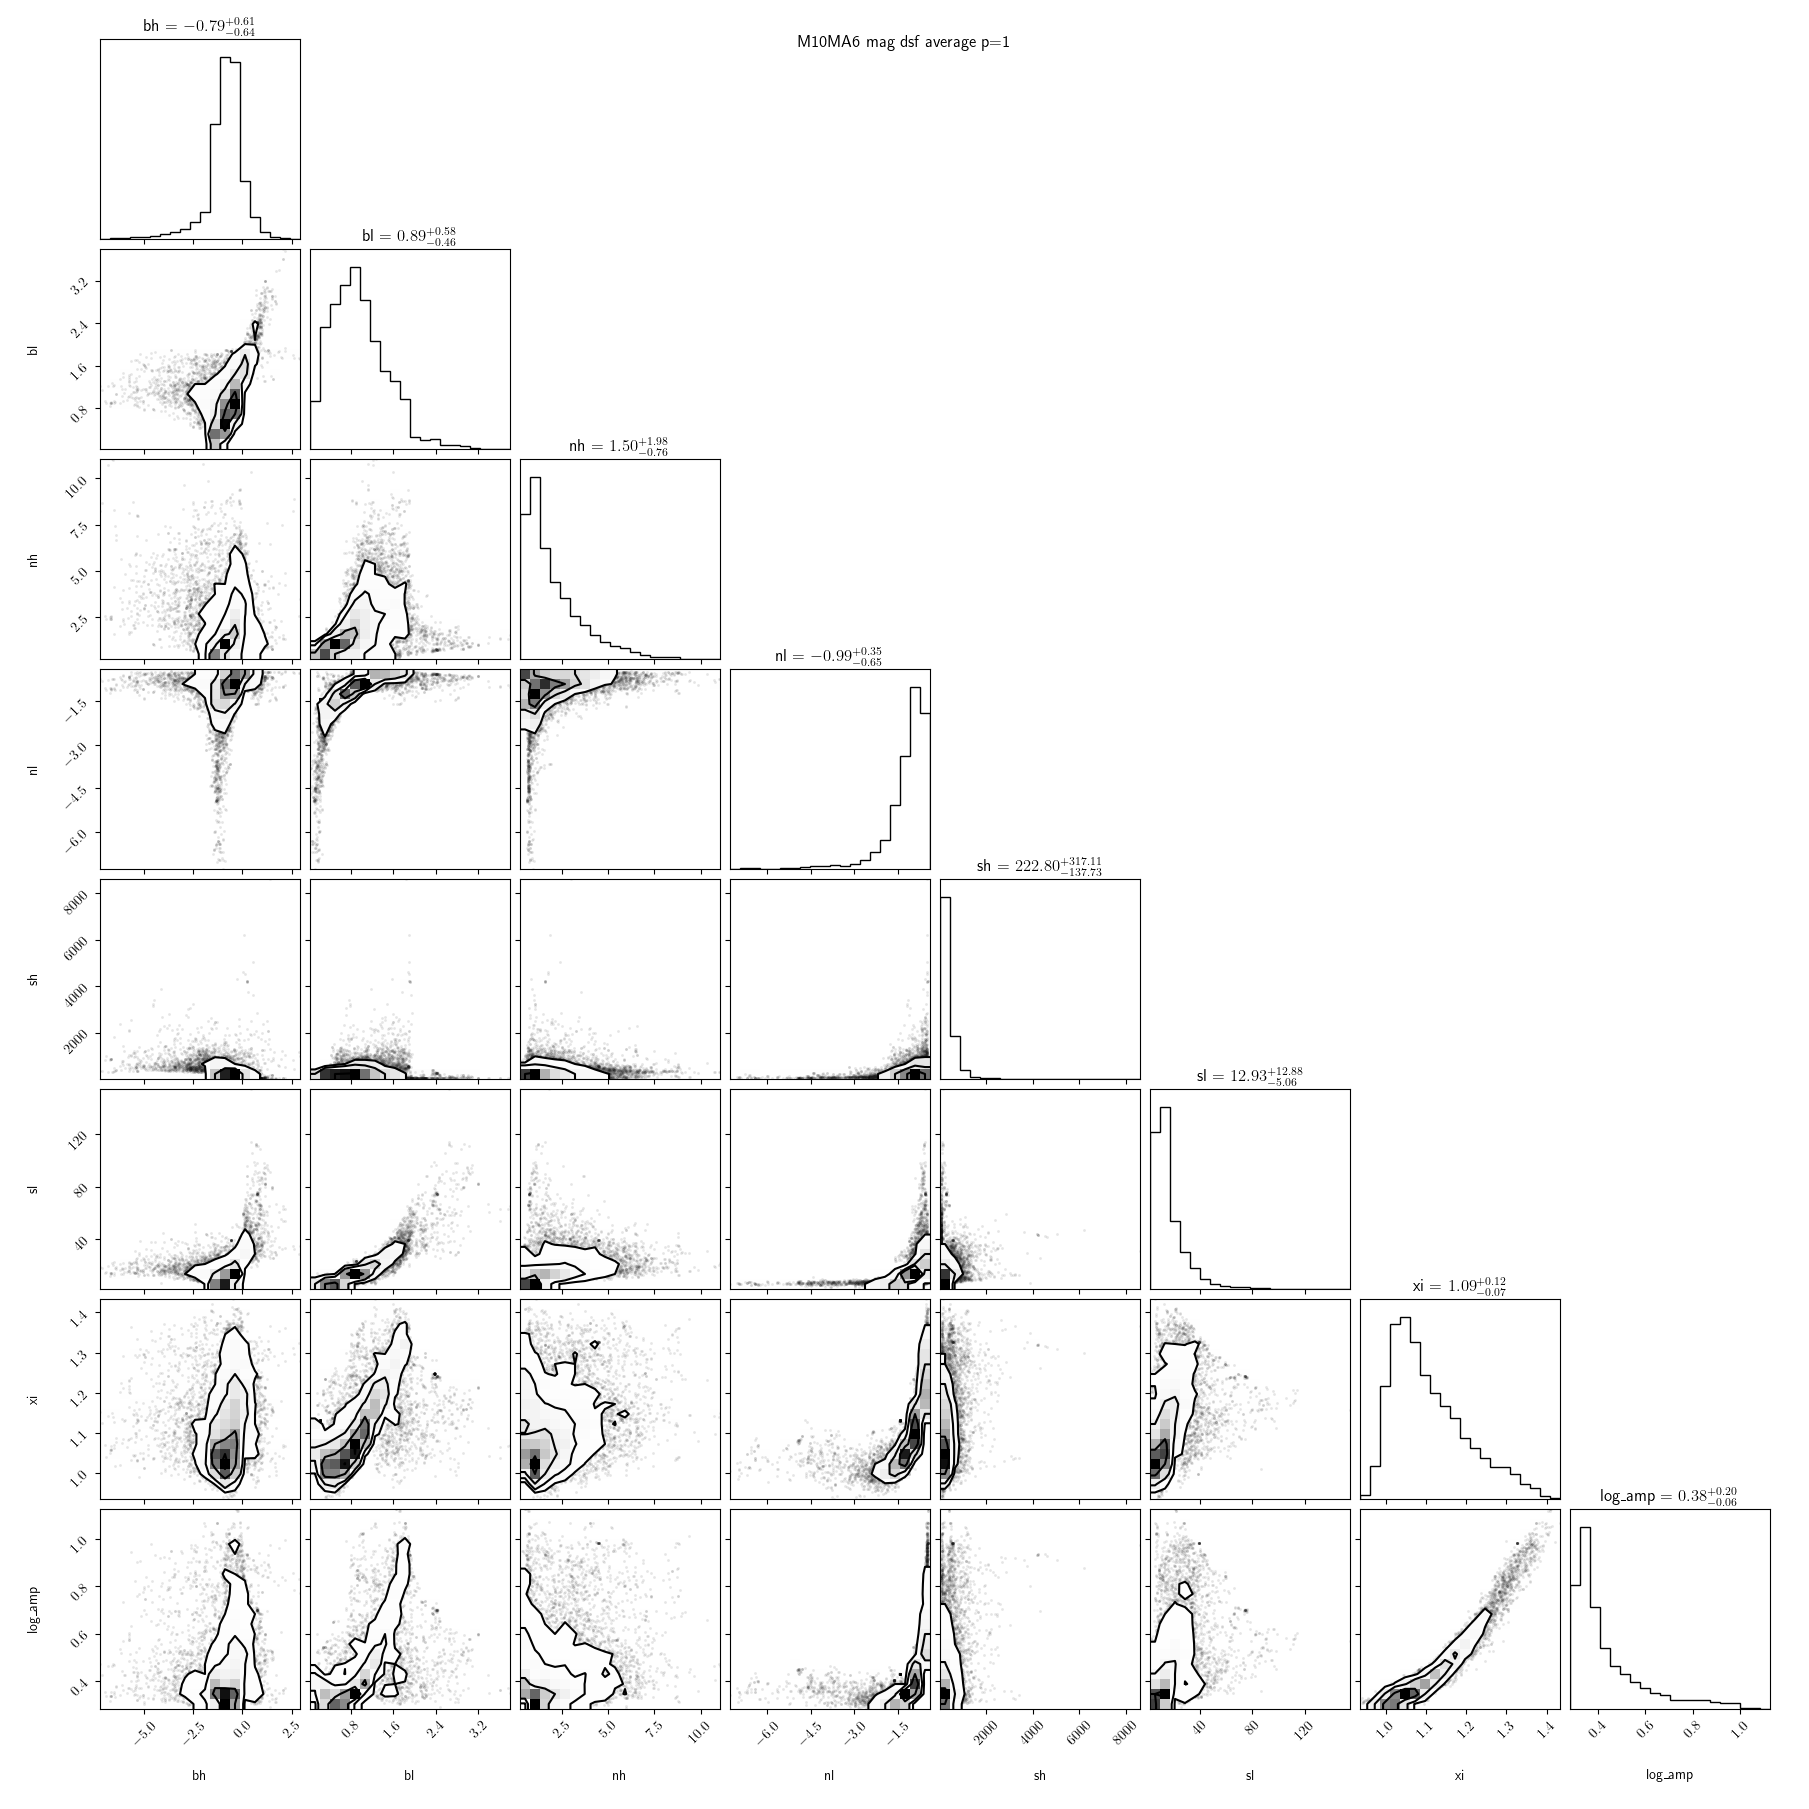 M10MA6 mag dsf average p=1
bh = −0.79 +0.61 −0.64
bl = 0.89 +0.58 −0.46
bl
3.2
2.4
1.6
0.8
nh = 1.50 +1.98 −0.76
nh
10.0
7.5
5.0
2.5
nl = −0.99 +0.35 −0.65
nl
−1.5
−3.0
−4.5
−6.0
sh = 222.80 +317.11 −137.73
sh
8000
6000
4000
2000
sl = 12.93 +12.88 −5.06
sl
120
80
40
xi = 1.09 +0.12 −0.07
xi
1.4
1.3
1.2
1.1
1.0
log_amp = 0.38 +0.20 −0.06
log_amp
1.0
0.8
0.6
0.4
−5.0 −2.5 0.0 2.5 0.8 1.6 2.4 3.2 2.5 5.0 7.5 10.0 −6.0 −4.5 −3.0 −1.5 2000 4000 6000 8000 40 80 120 1.0 1.1 1.2 1.3 1.4 0.4 0.6 0.8 1.0
bh bl nh nl sh sl xi log_amp